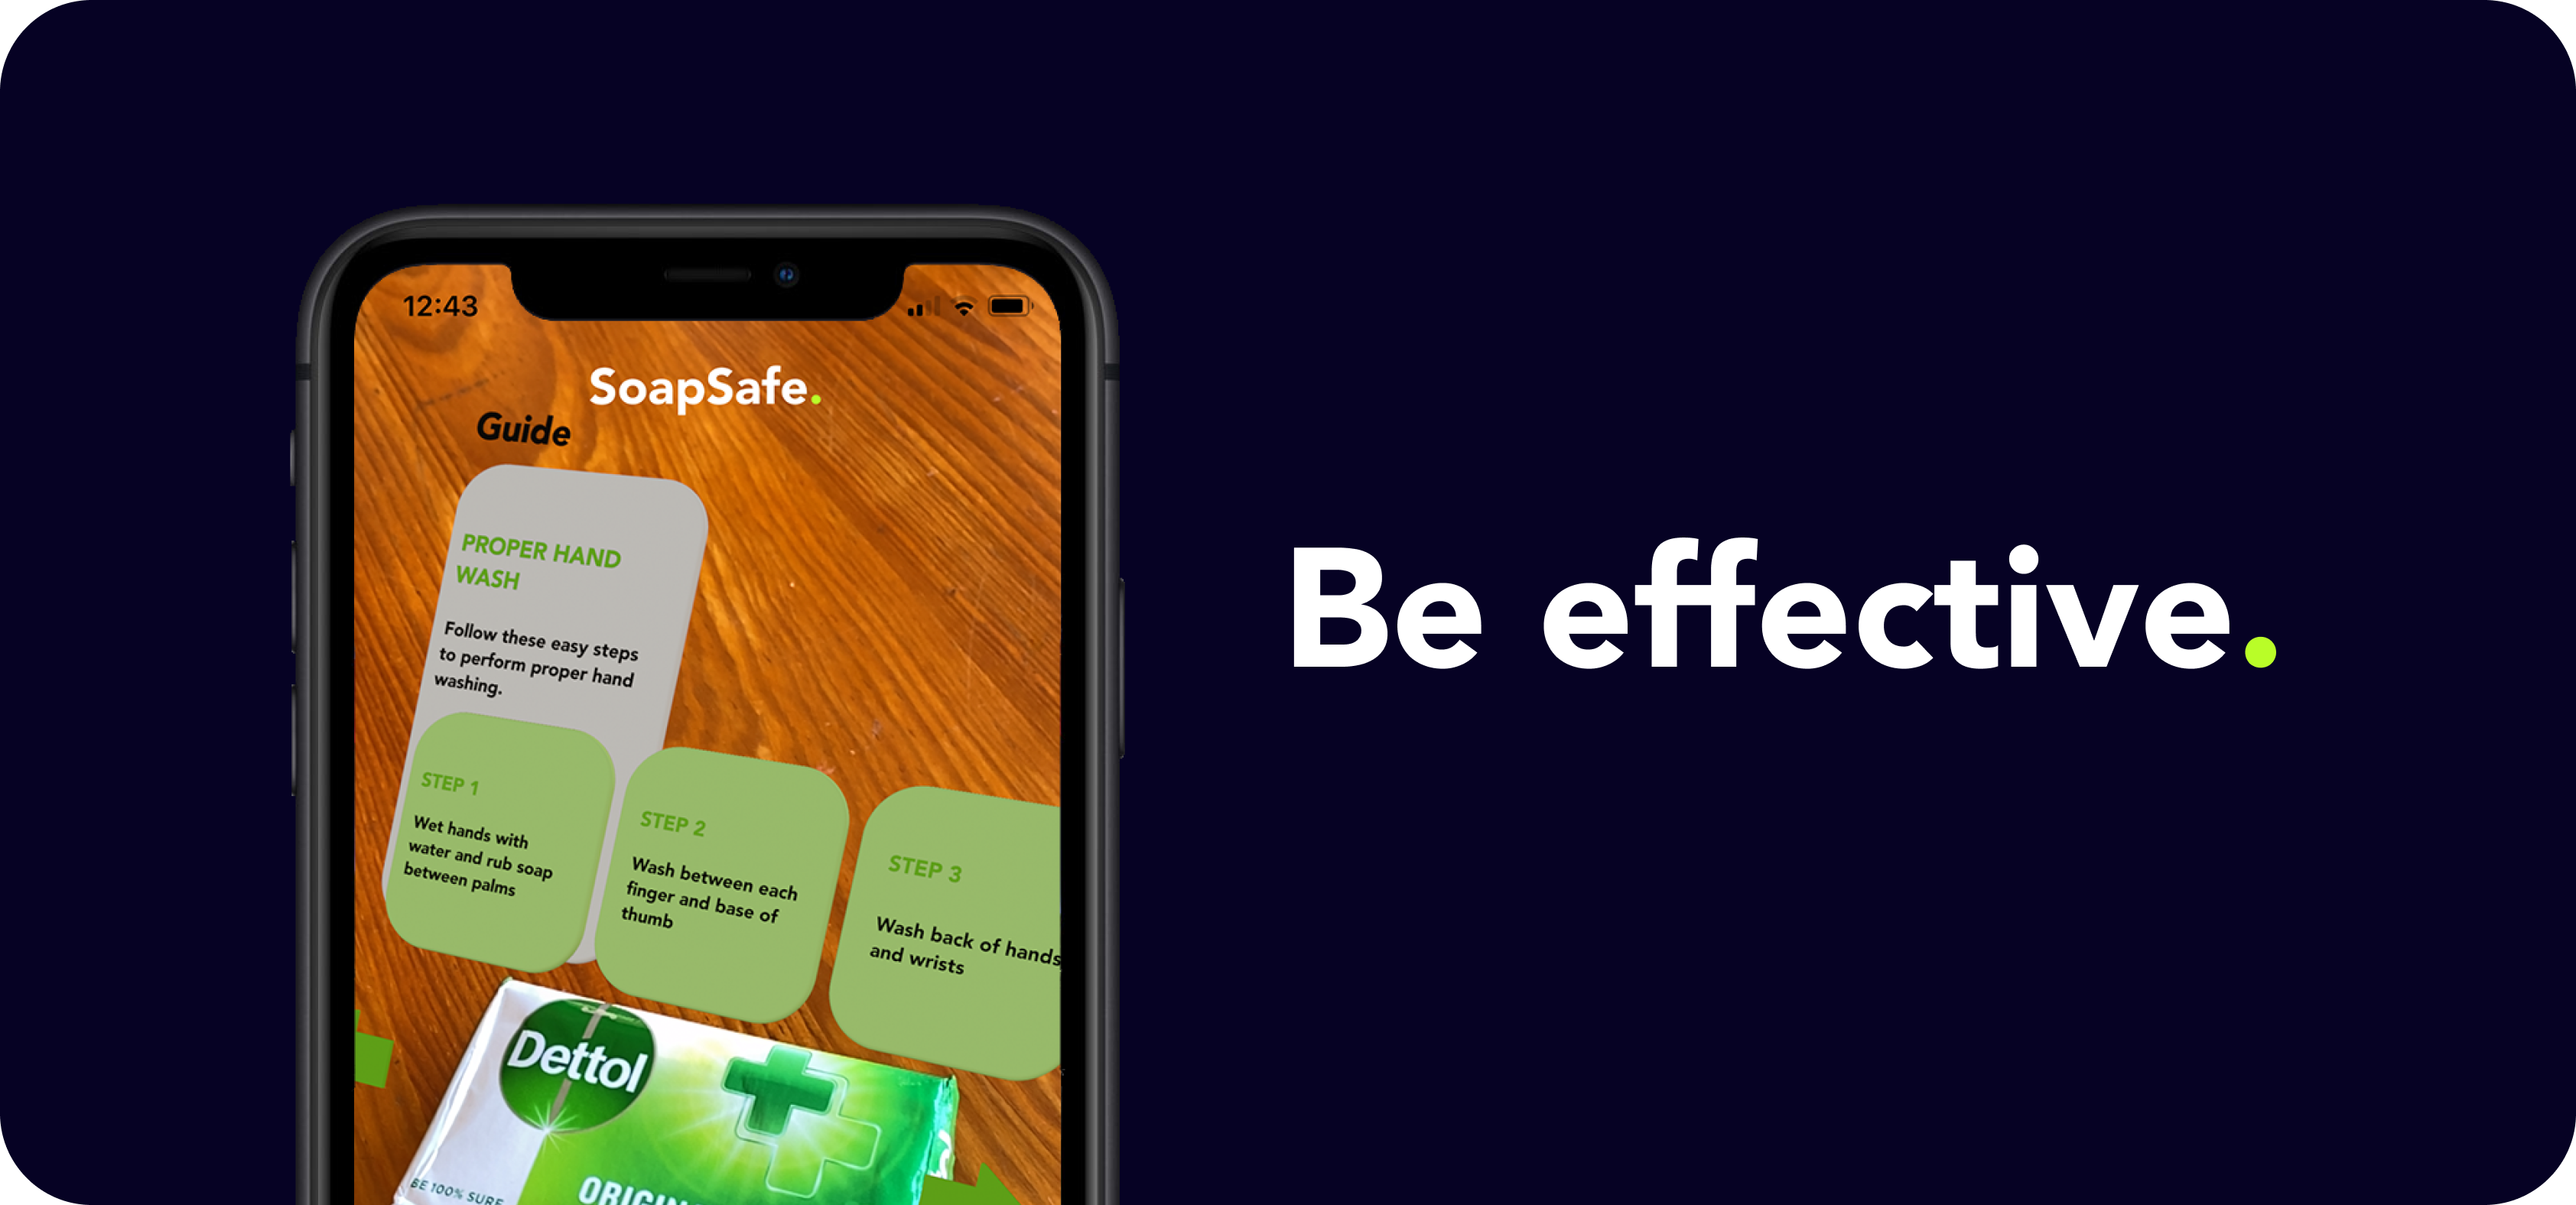 12:43
SoapSafe.
Guide
PROPER HAND
WASH
Follow these easy steps
to perform proper hand
washing.
STEP 1
Wet hands with
water and rub soap
between palms
STEP 2
Wash between each
finger and base of
thumb
STEP 3
Wash back of hands
and wrists
Dettol
BE 100% SURE
Be effective.